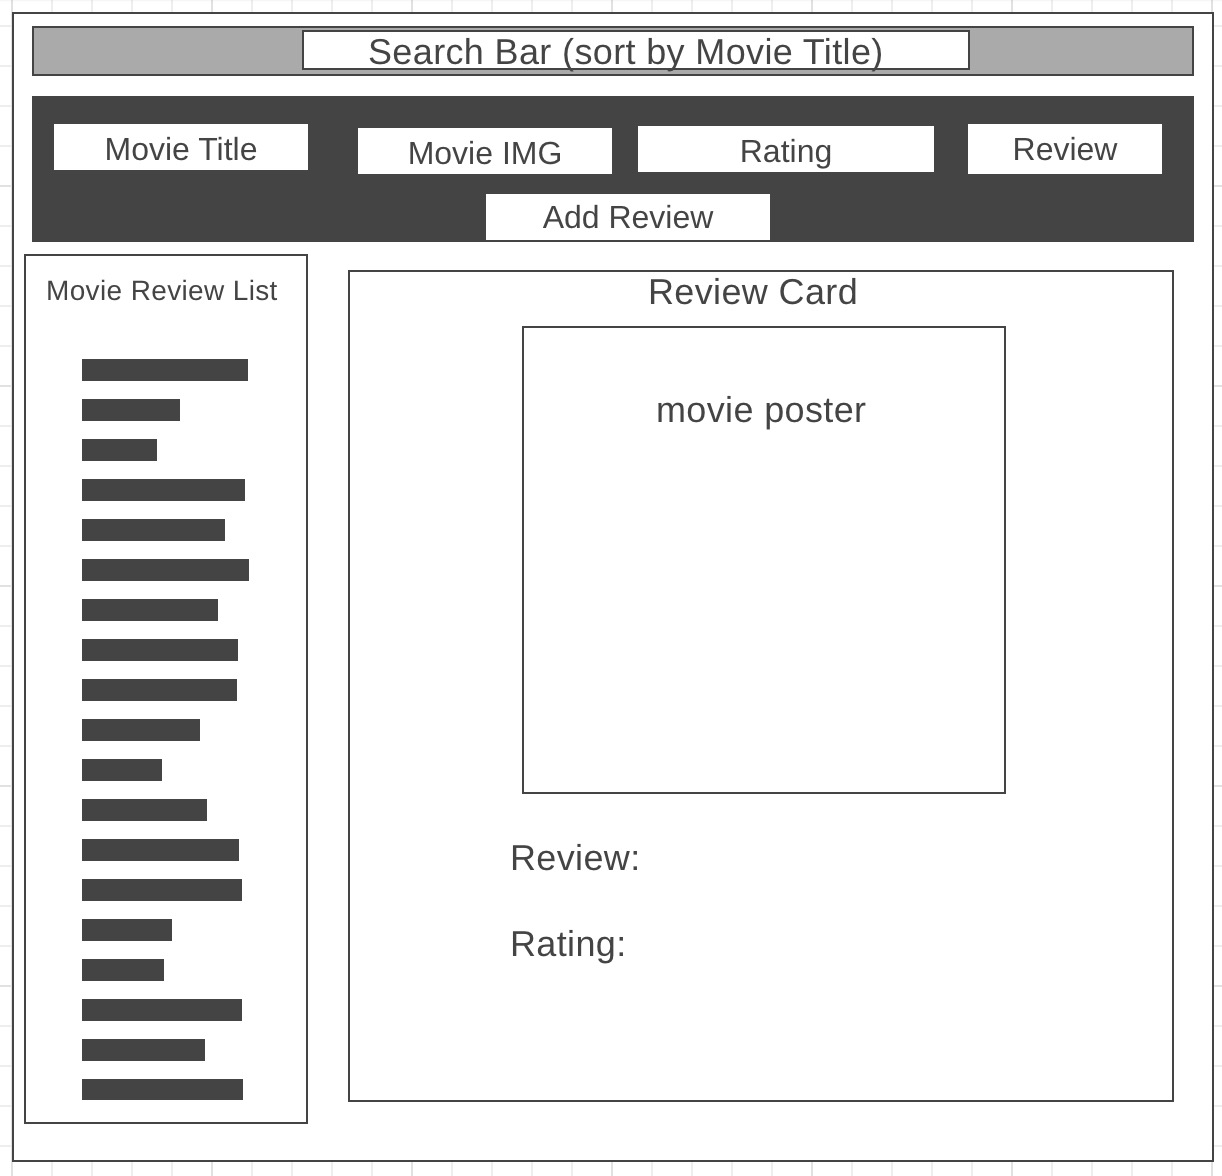 Search Bar (sort by Movie Title)
Movie Title
Movie IMG
Rating
Review
Add Review
Movie Review List
Review Card
movie poster
Review:
Rating: